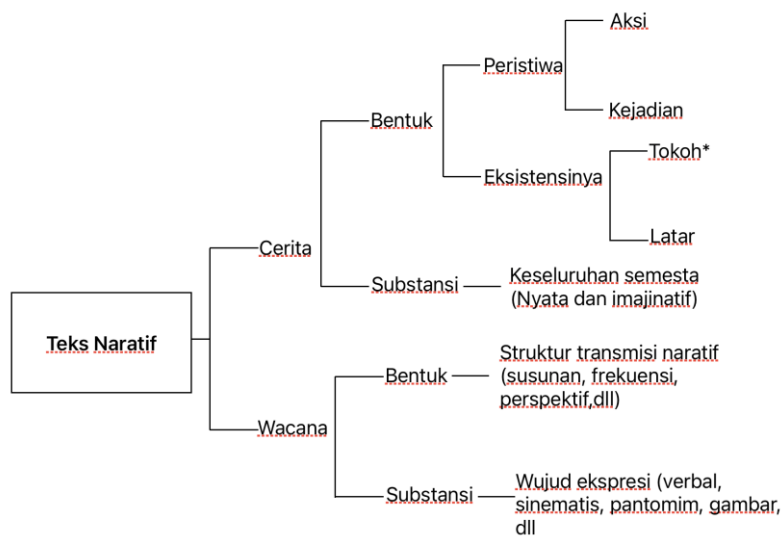 Aksi
Peristiwa
Kejadian
Bentuk
Tokoh*
Eksistensinya
Latar
Cerita
Substansi
Keseluruhan semesta
(Nyata dan imajinatif)
Teks Naratif
Struktur transmisi naratif
(susunan, frekuensi,
perspektif,dll)
Bentuk
Wacana
Substansi
Wujud ekspresi (verbal,
sinematis, pantomim, gambar,
dll